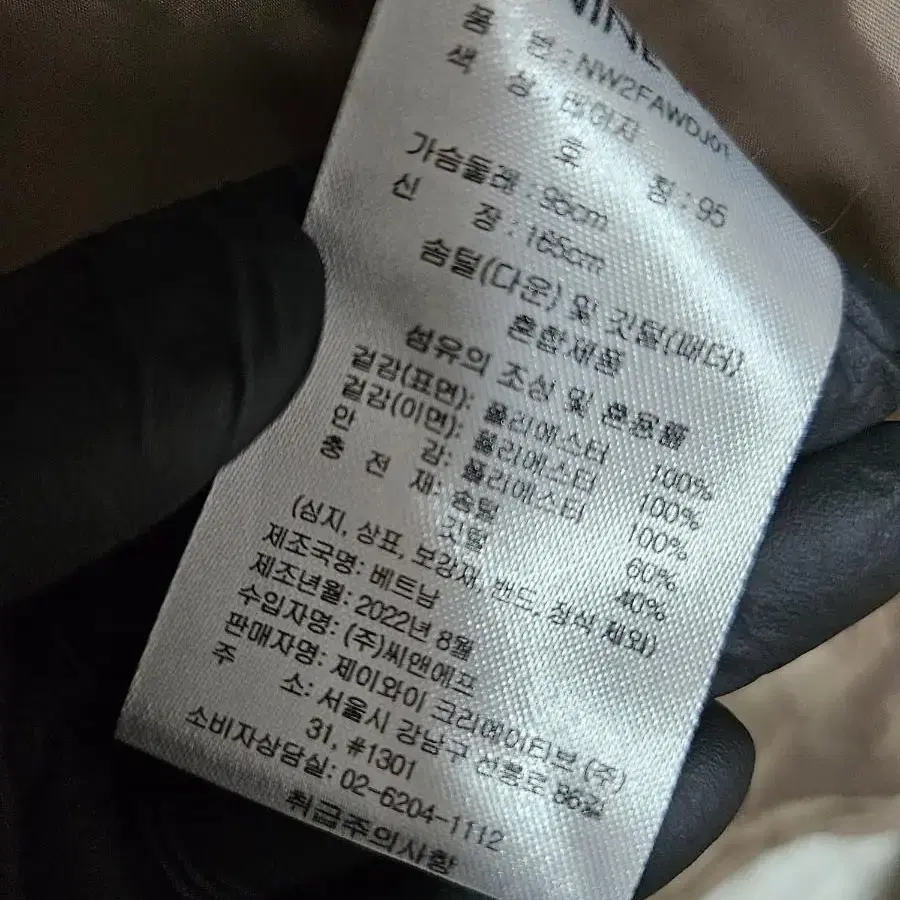 NINE
품 번 : NW2FAWDJ01
색 상 : 베이지
호 칭 : 95
가슴둘레 : 95cm
신 장 : 165cm
솜털(다운) 및 깃털(페더)
혼합제품
섬유의 조성 및 혼용률
겉감(표면): 폴리에스터 100%
겉감(이면): 폴리에스터 100%
안 감: 폴리에스터 100%
충 전 재: 솜털 60%
깃털 40%
(심지, 상표, 보강재, 밴드, 장식 제외)
제조국명: 베트남
제조년월: 2022년 8월
수입자명: (주)씨앤에프
판매자명: 제이와이 크리에이티브 (주)
주 소: 서울시 강남구 선릉로 86길
31, #1301
소비자상담실: 02-6204-1112
취급주의사항